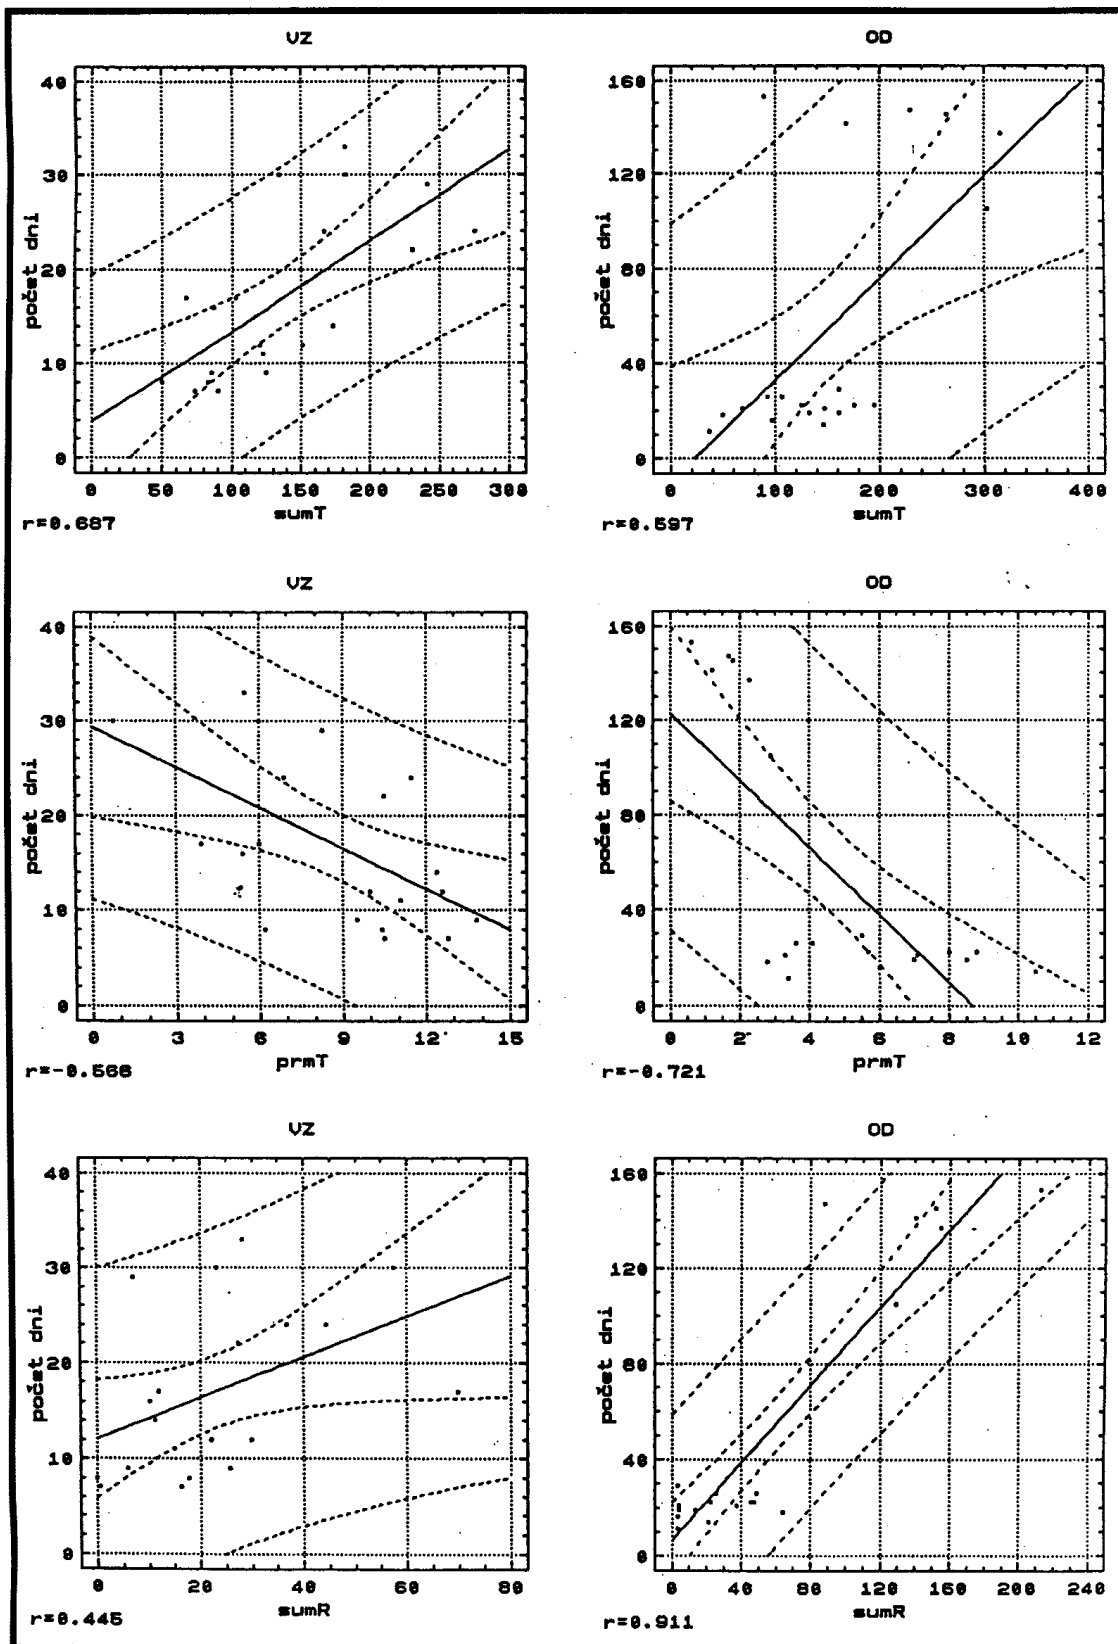 VZ
40
30
20
10
0
počet dni
0 50 100 150 200 250 300
sumT
r=0.687
OD
160
120
80
40
0
počet dni
0 100 200 300 400
sumT
r=0.597
VZ
40
30
20
10
0
počet dni
0 3 6 9 12 15
prmT
r=-0.566
OD
160
120
80
40
0
počet dni
0 2 4 6 8 10 12
prmT
r=-0.721
VZ
40
30
20
10
0
počet dni
0 20 40 60 80
sumR
r=0.445
OD
160
120
80
40
0
počet dni
0 40 80 120 160 200 240
sumR
r=0.911